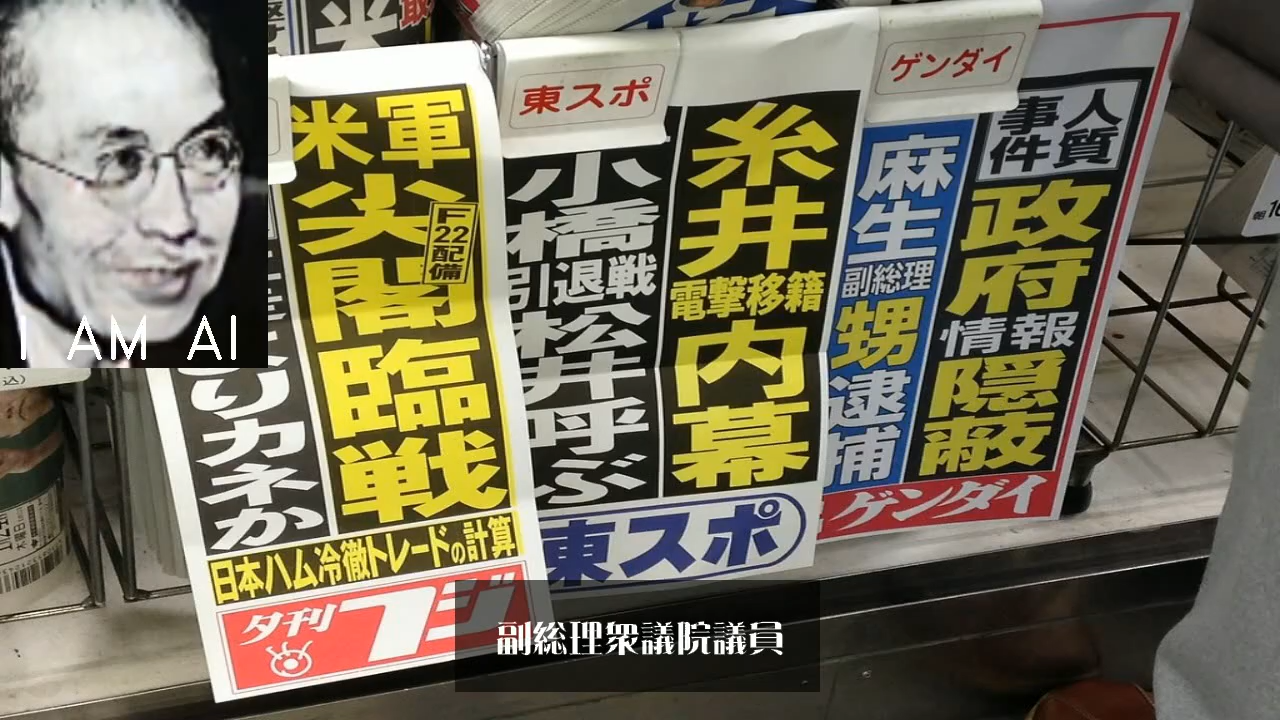 I AM AI
米軍
尖閣臨戦
F22配備
りカネか
日本ハム冷徹トレードの計算
夕刊フジ
東スポ
糸井
電撃移籍
内幕
小橋
引退戦
松井呼ぶ
東スポ
ゲンダイ
人質
事件
政府
情報
隠蔽
麻生
副総理
甥
逮捕
ゲンダイ
副総理衆議院議員